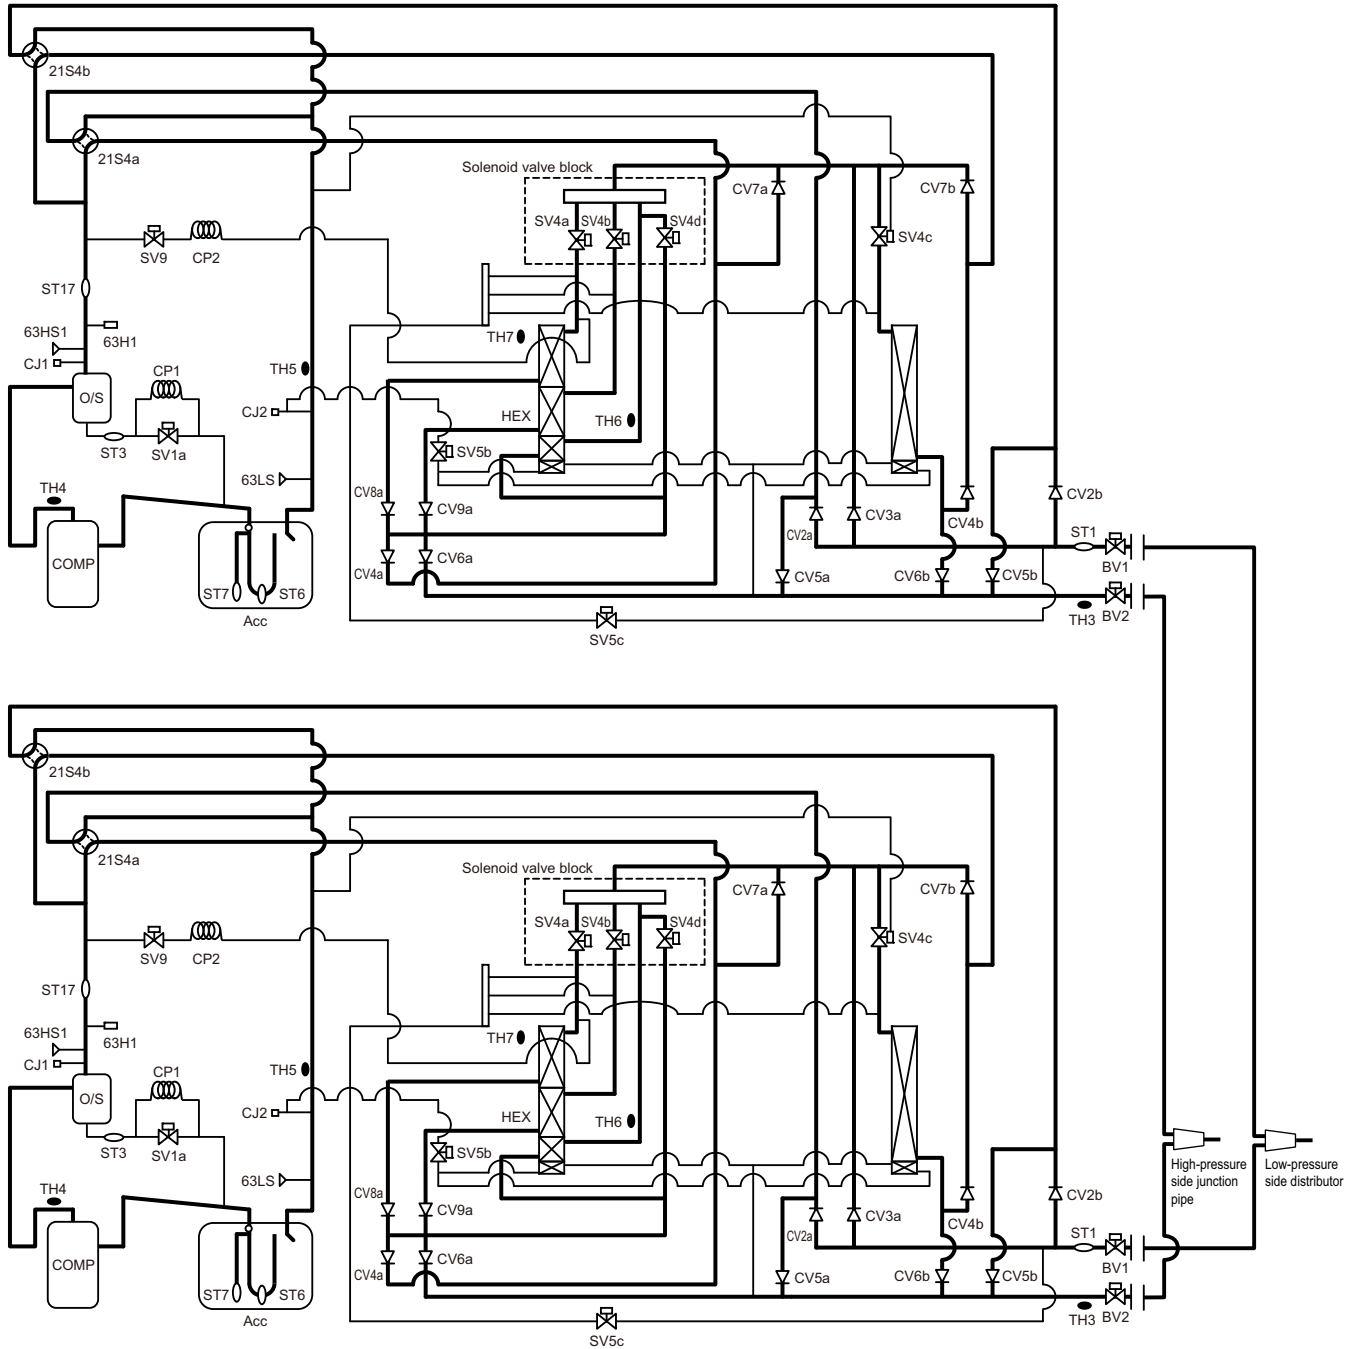 21S4b
21S4a
Solenoid valve block
CV7a
CV7b
SV4a
SV4b
SV4d
SV4c
SV9
CP2
ST17
63HS1
63H1
CJ1
TH7
TH5
CP1
O/S
CJ2
HEX
TH6
ST3
SV1a
SV5b
63LS
TH4
CV8a
CV9a
CV2a
CV3a
CV4b
CV2b
ST1
COMP
CV4a
CV6a
CV5a
CV6b
CV5b
BV1
ST7
ST6
Acc
TH3
BV2
SV5c
21S4b
21S4a
Solenoid valve block
CV7a
CV7b
SV4a
SV4b
SV4d
SV4c
SV9
CP2
ST17
63HS1
63H1
CJ1
TH7
TH5
CP1
O/S
CJ2
HEX
TH6
ST3
SV1a
SV5b
63LS
TH4
CV8a
CV9a
CV2a
CV3a
CV4b
CV2b
High-pressure
side junction
pipe
Low-pressure
side distributor
ST1
COMP
CV4a
CV6a
CV5a
CV6b
CV5b
BV1
ST7
ST6
Acc
TH3
BV2
SV5c